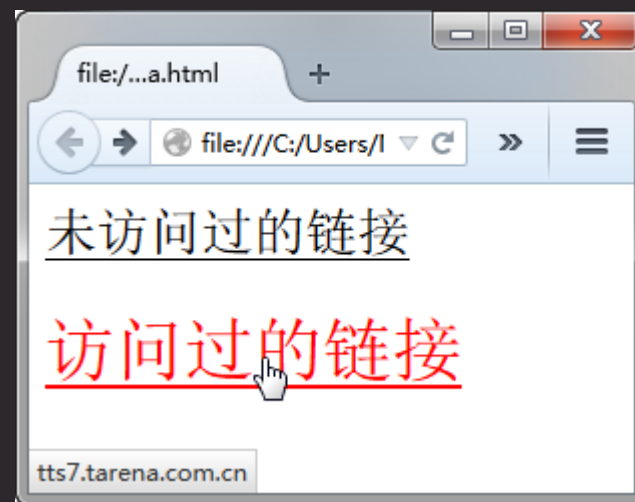 file:/...a.html
file:///C:/Users/l
未访问过的链接
访问过的链接
tts7.tarena.com.cn